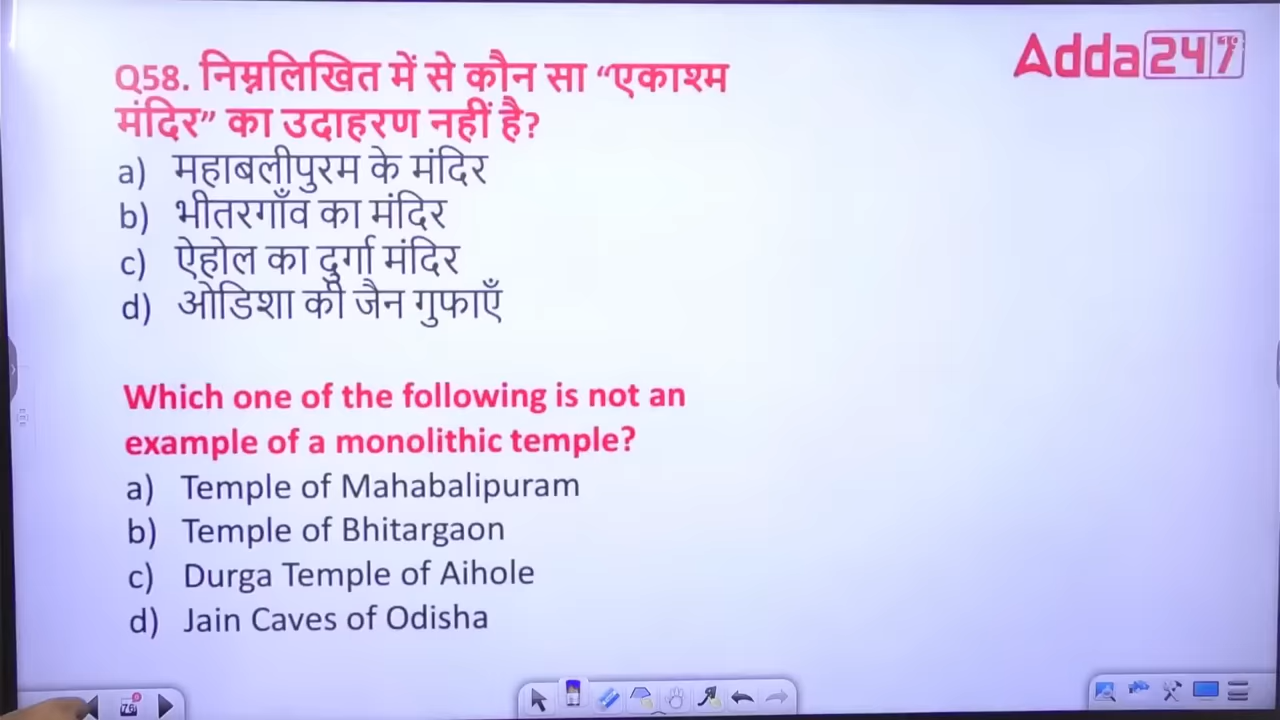 Adda247
Q58. निम्नलिखित में से कौन सा “एकाश्म
मंदिर” का उदाहरण नहीं है?
a) महाबलीपुरम के मंदिर
b) भीतरगाँव का मंदिर
c) ऐहोल का दुर्गा मंदिर
d) ओडिशा की जैन गुफाएँ
Which one of the following is not an
example of a monolithic temple?
a) Temple of Mahabalipuram
b) Temple of Bhitargaon
c) Durga Temple of Aihole
d) Jain Caves of Odisha